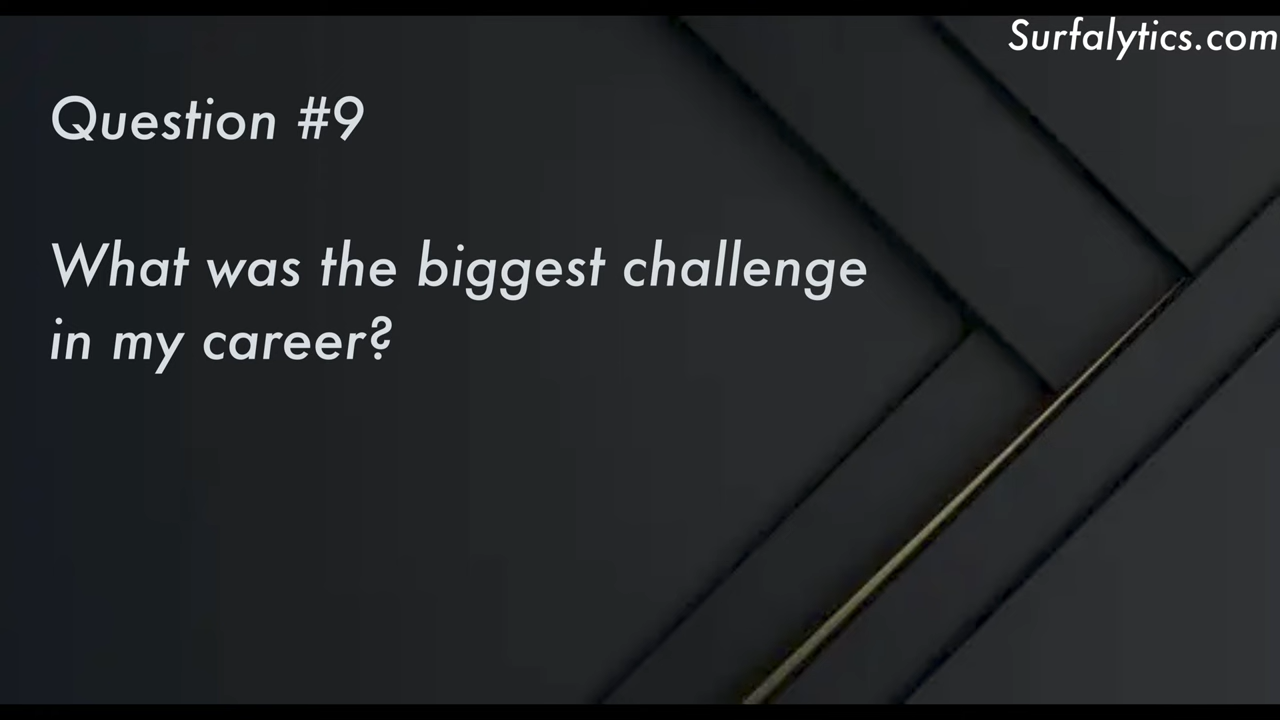 Surfalytics.com
Question #9
What was the biggest challenge
in my career?